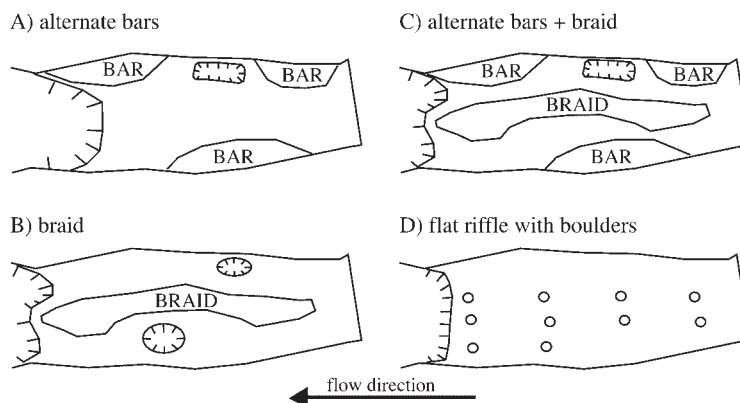 A) alternate bars
BAR
BAR
BAR
C) alternate bars + braid
BAR
BAR
BRAID
BAR
B) braid
BRAID
D) flat riffle with boulders
flow direction